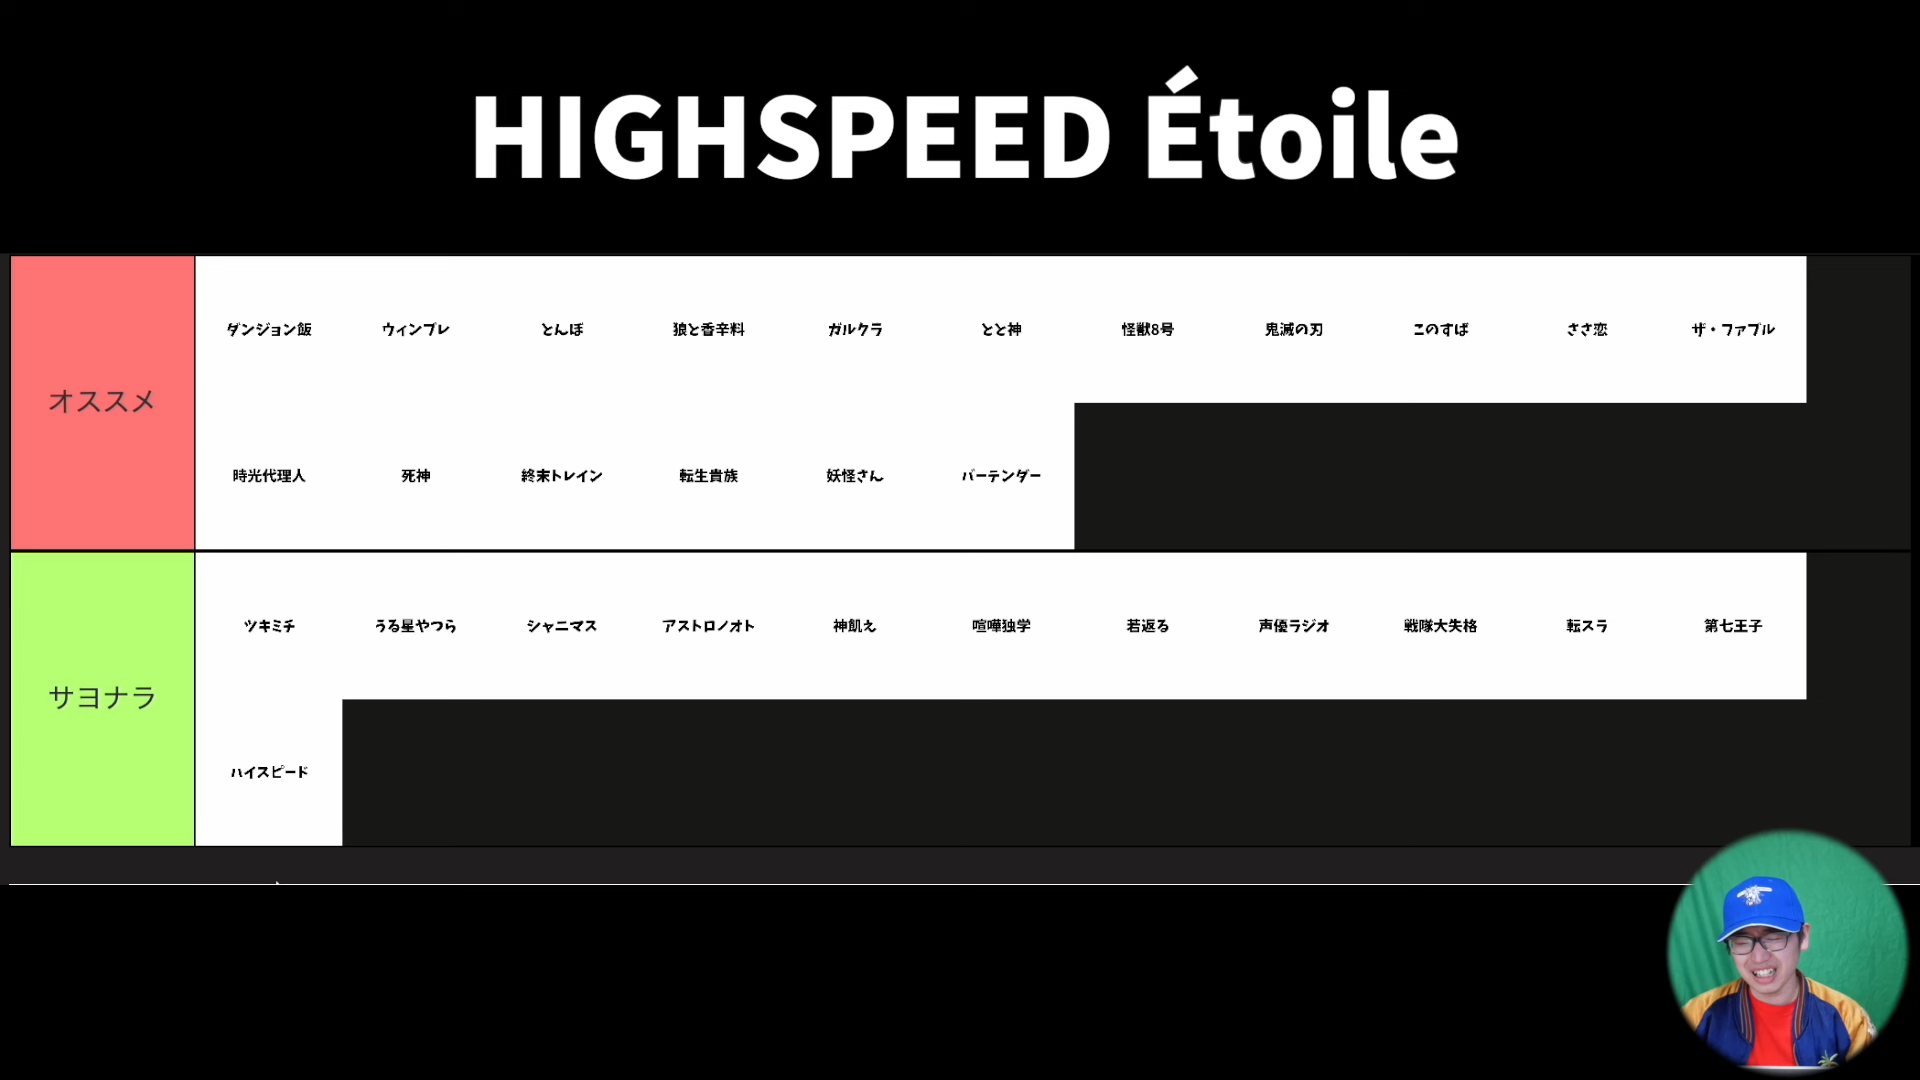 HIGHSPEED Étoile
オススメ
ダンジョン飯 ウィンブレ とんぼ 狼と香辛料 ガルクラ とと神 怪獣8号 鬼滅の刃 このすば ささ恋 ザ・ファブル
時光代理人 死神 終末トレイン 転生貴族 妖怪さん バーテンダー
サヨナラ
ツキミチ うる星やつら シャニマス アストロノオト 神飢え 喧嘩独学 若返る 声優ラジオ 戦隊大失格 転スラ 第七王子
ハイスピード